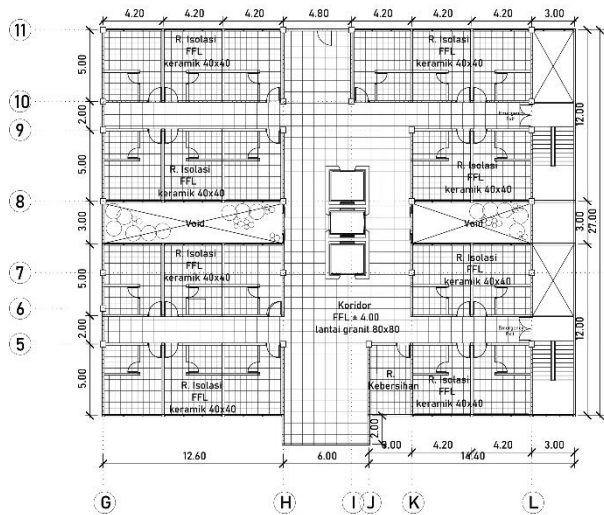 4.20 4.20 4.20 4.80 4.20 4.20 4.20 3.00
11
R. Isolasi
FFL
keramik 40x40
R. Isolasi
FFL
keramik 40x40
5.00
10
2.00
Emergency
Exit
12.00
9
5.00
R. Isolasi
FFL
keramik 40x40
R. Isolasi
FFL
keramik 40x40
8
3.00
Void
Void
3.00
27.00
7
5.00
R. Isolasi
FFL
keramik 40x40
R. Isolasi
FFL
keramik 40x40
Koridor
FFL ± 4.00
lantai granit 80x80
6
2.00
Emergency
Exit
12.00
5
5.00
R. Isolasi
FFL
keramik 40x40
R.
Kebersihan
R. Isolasi
FFL
keramik 40x40
2.00
3.00 4.20 4.20 3.00
12.60 6.00 14.40
G H I J K L